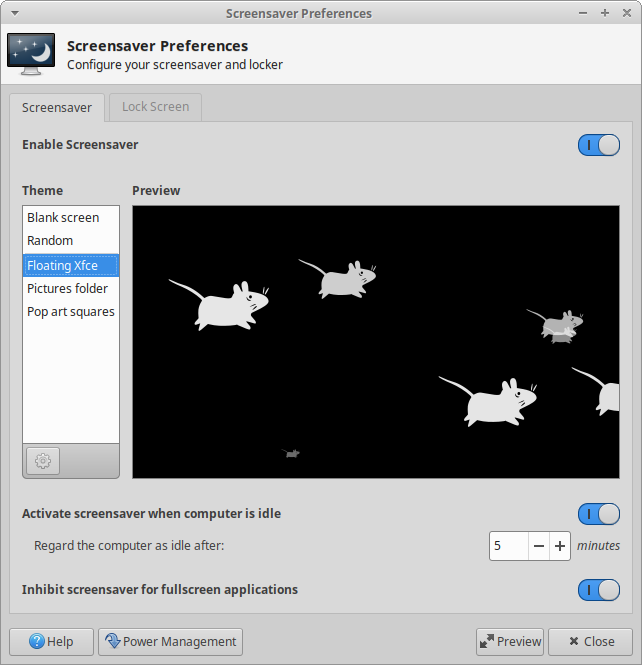 Screensaver Preferences
Screensaver Preferences
Configure your screensaver and locker
Screensaver
Lock Screen
Enable Screensaver
Theme
Preview
Blank screen
Random
Floating Xfce
Pictures folder
Pop art squares
Activate screensaver when computer is idle
Regard the computer as idle after:
5
minutes
Inhibit screensaver for fullscreen applications
Help
Power Management
Preview
Close